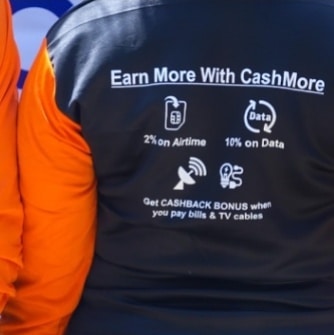 Earn More With CashMore
Data
2% on Airtime 10% on Data
Get CASHBACK BONUS when
you pay bills & TV cables